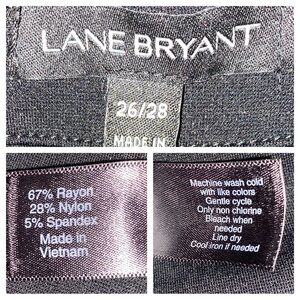 LANE BRYANT
26/28
MADE IN
67% Rayon
28% Nylon
5% Spandex
Made in
Vietnam
Machine wash cold
with like colors
Gentle cycle
Only non chlorine
Bleach when
needed
Line dry
Cool iron if needed